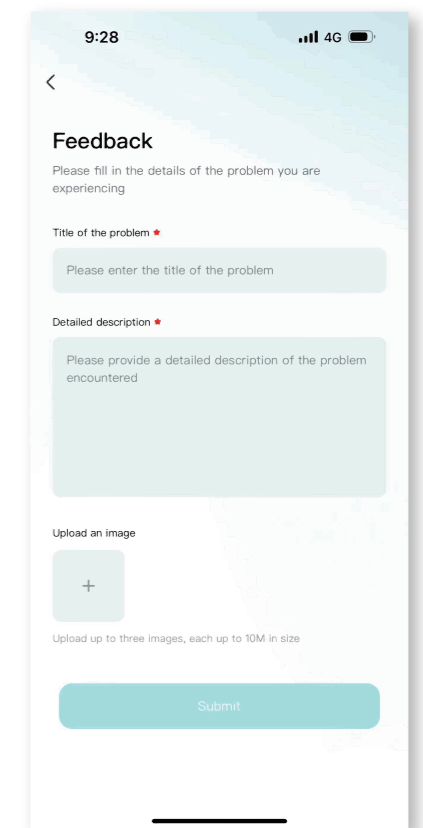 9:28
4G
Feedback
Please fill in the details of the problem you are
experiencing
Title of the problem
Please enter the title of the problem
Detailed description
Please provide a detailed description of the problem
encountered
Upload an image
+
Upload up to three images, each up to 10M in size
Submit